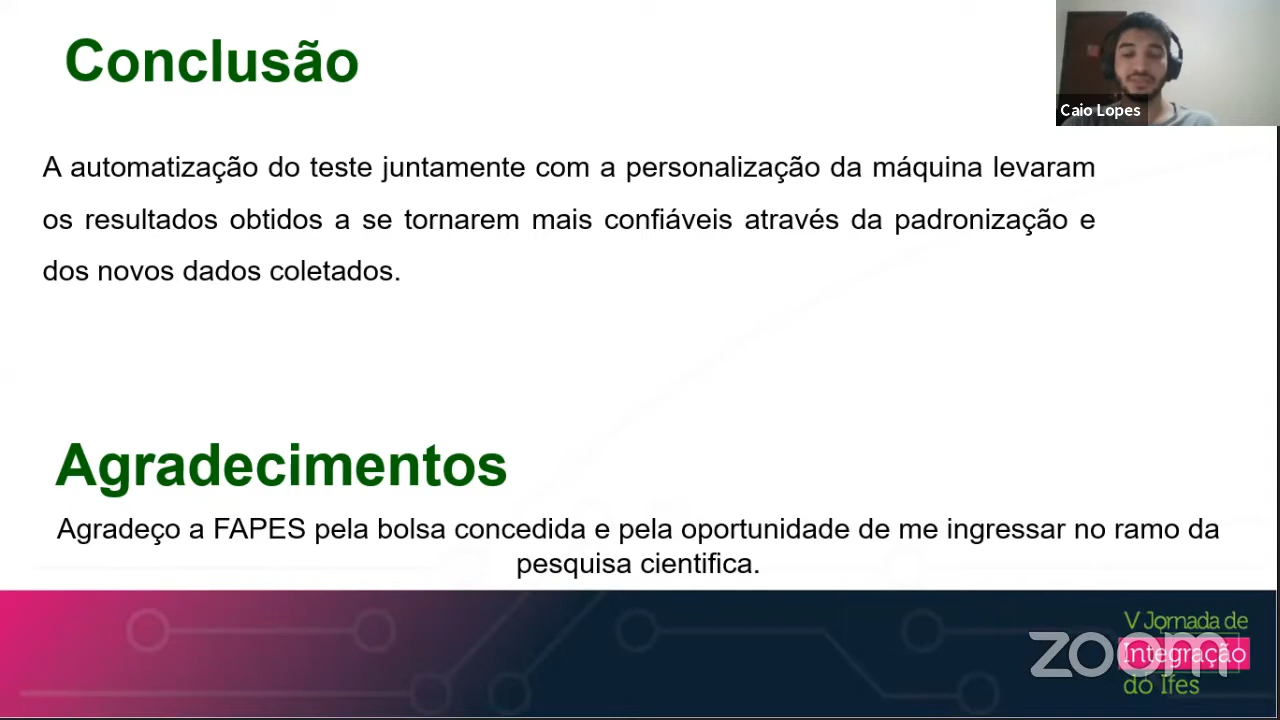 Conclusão
Caio Lopes
A automatização do teste juntamente com a personalização da máquina levaram
os resultados obtidos a se tornarem mais confiáveis através da padronização e
dos novos dados coletados.
Agradecimentos
Agradeço a FAPES pela bolsa concedida e pela oportunidade de me ingressar no ramo da
pesquisa cientifica.
V Jornada de
Integração
do Ifes
zoom